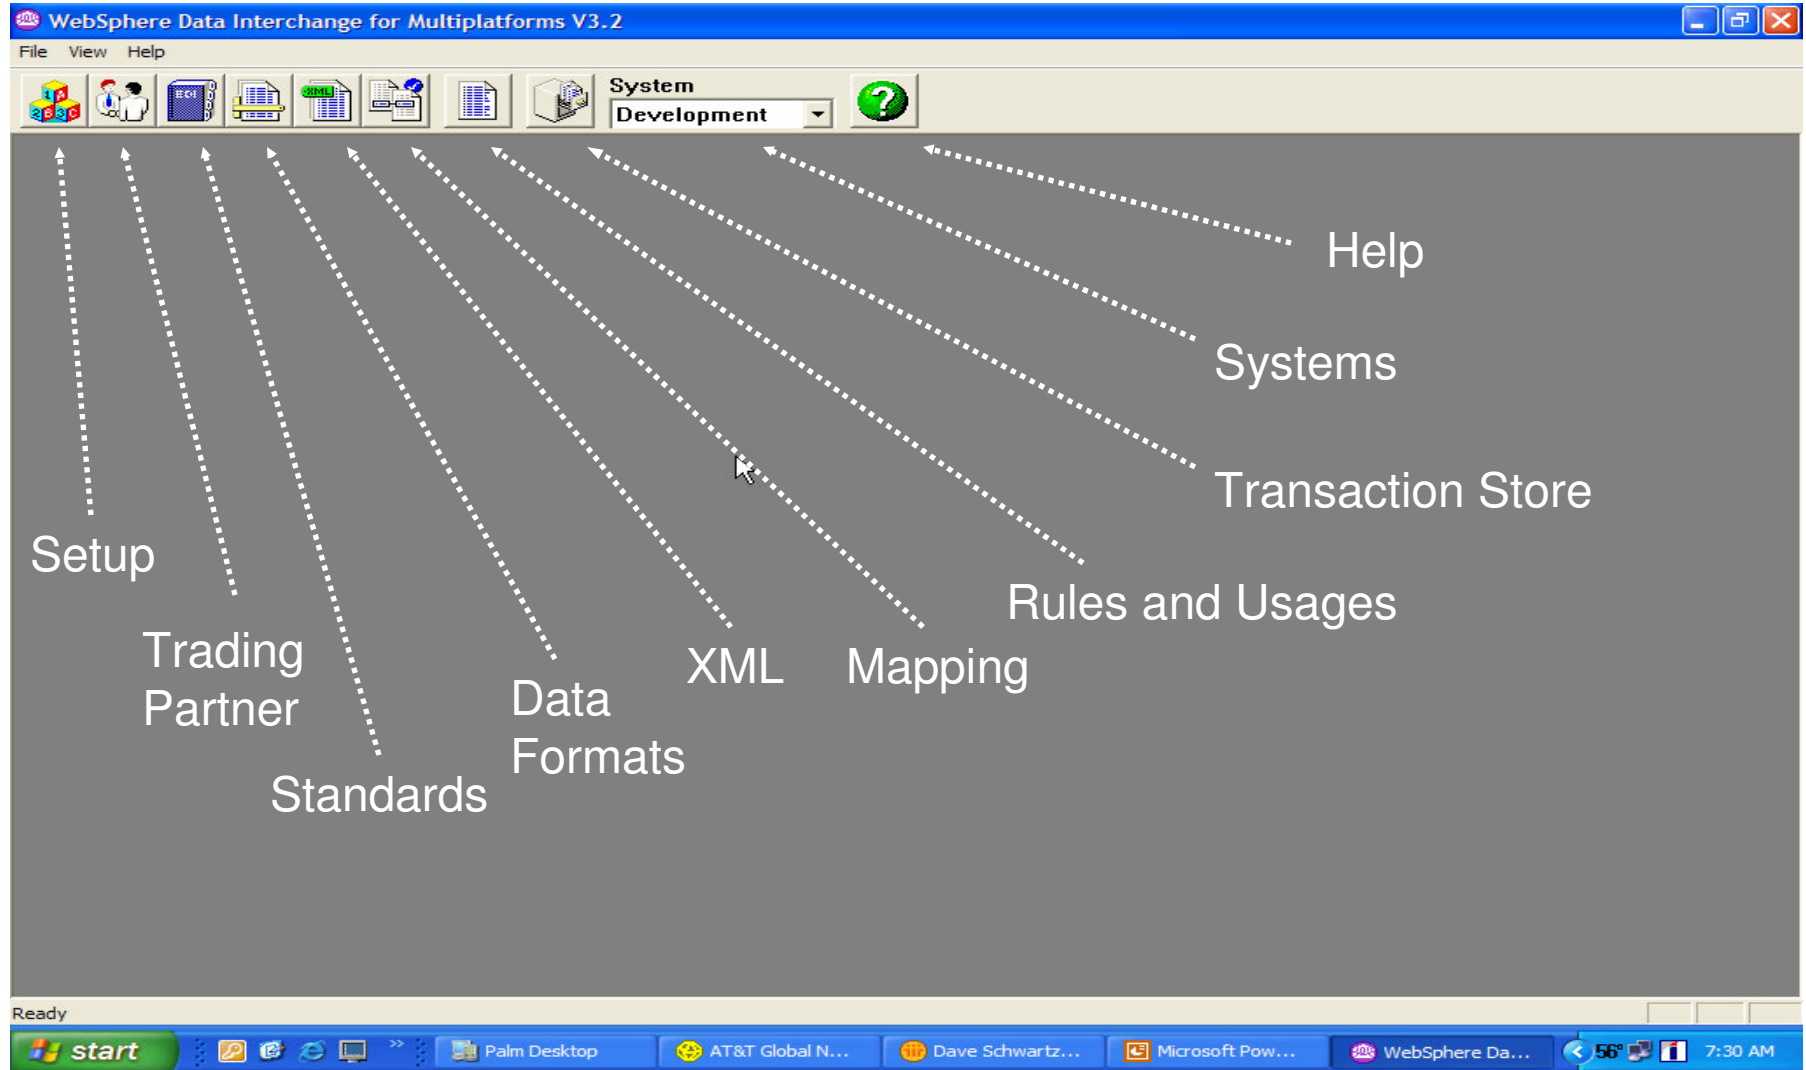 WebSphere Data Interchange for Multiplatforms V3.2
File View Help
EDI
XML
System
Development
Help
Systems
Transaction Store
Setup
Rules and Usages
Trading
Partner
XML
Mapping
Data
Formats
Standards
Ready
start
Palm Desktop
AT&T Global N...
Dave Schwartz...
Microsoft Pow...
WebSphere Da...
56°
7:30 AM